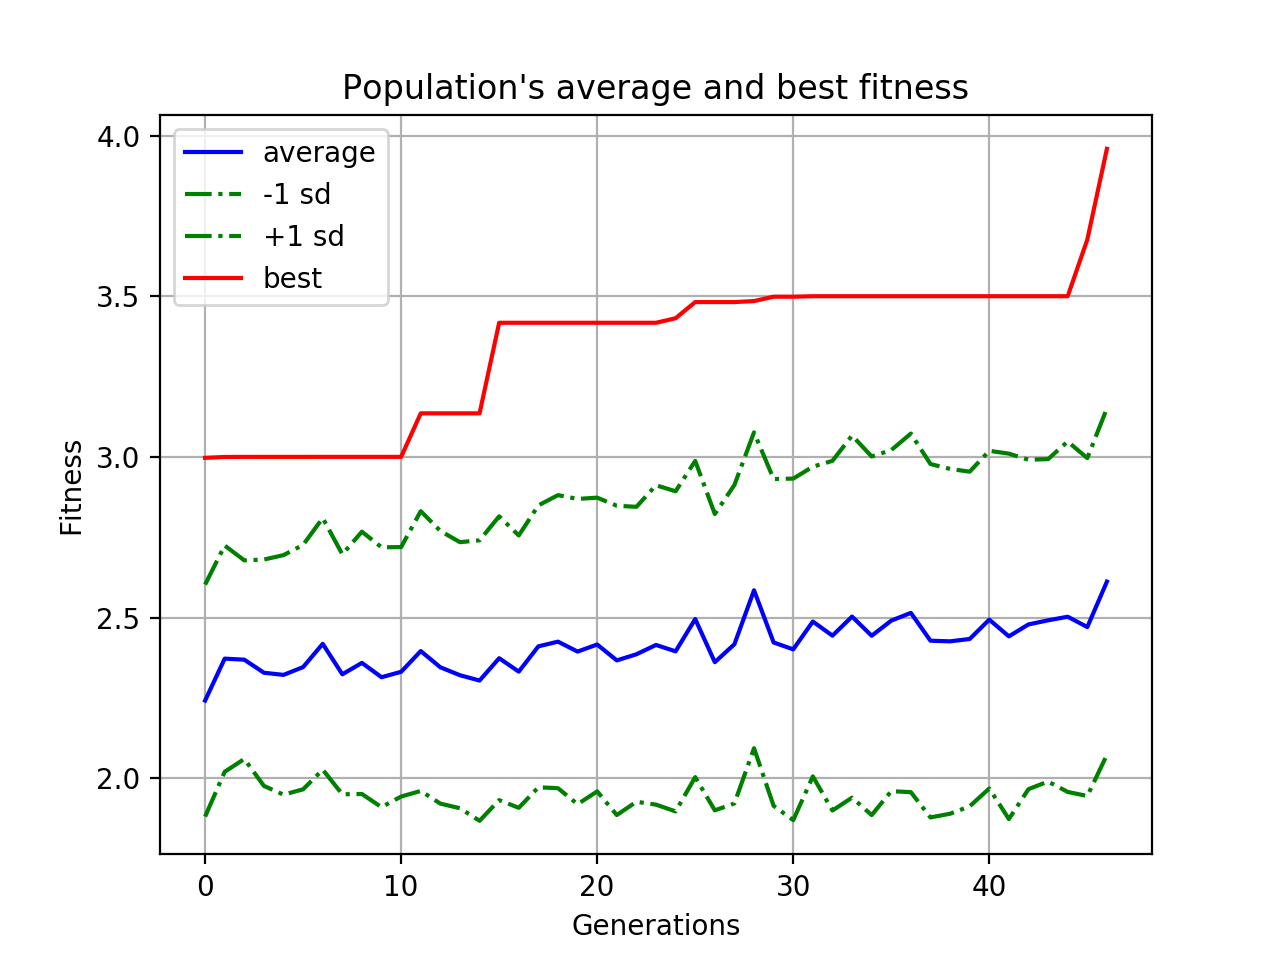 Population's average and best fitness
4.0
3.5
3.0
2.5
2.0
Fitness
average
-1 sd
+1 sd
best
0 10 20 30 40
Generations